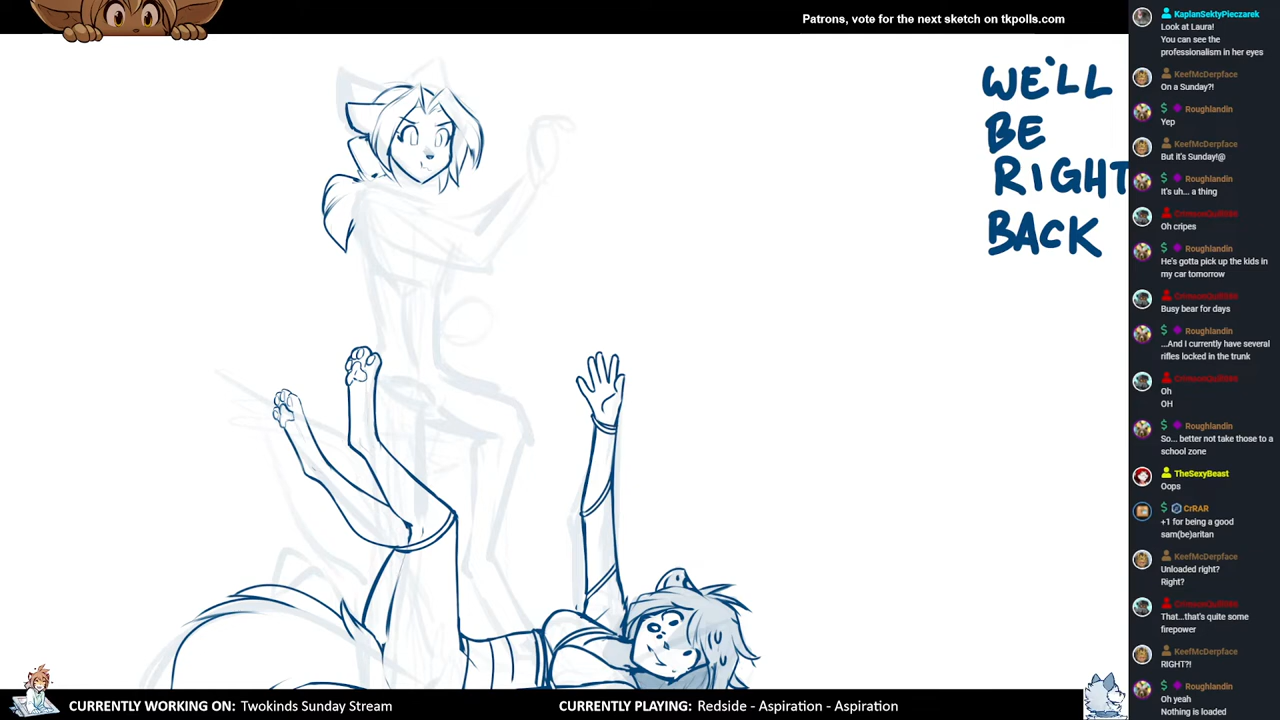 Patrons, vote for the next sketch on tkpolls.com
WE'LL
BE
RIGHT
BACK
KaplanSektyPieczarek
Look at Laura!
You can see the
professionalism in her eyes
KeefMcDerpface
On a Sunday?!
Roughlandin
Yep
KeefMcDerpface
But it's Sunday!@
Roughlandin
It's uh... a thing
Oh cripes
Roughlandin
He's gotta pick up the kids in
my car tomorrow
Busy bear for days
Roughlandin
...And I currently have several
rifles locked in the trunk
Oh
OH
Roughlandin
So... better not take those to a
school zone
TheSexyBeast
Oops
CrRAR
+1 for being a good
sam(be)aritan
KeefMcDerpface
Unloaded right?
Right?
That...that's quite some
firepower
KeefMcDerpface
RIGHT?!
Roughlandin
Oh yeah
Nothing is loaded
CURRENTLY WORKING ON: Twokinds Sunday Stream
CURRENTLY PLAYING: Redside - Aspiration - Aspiration